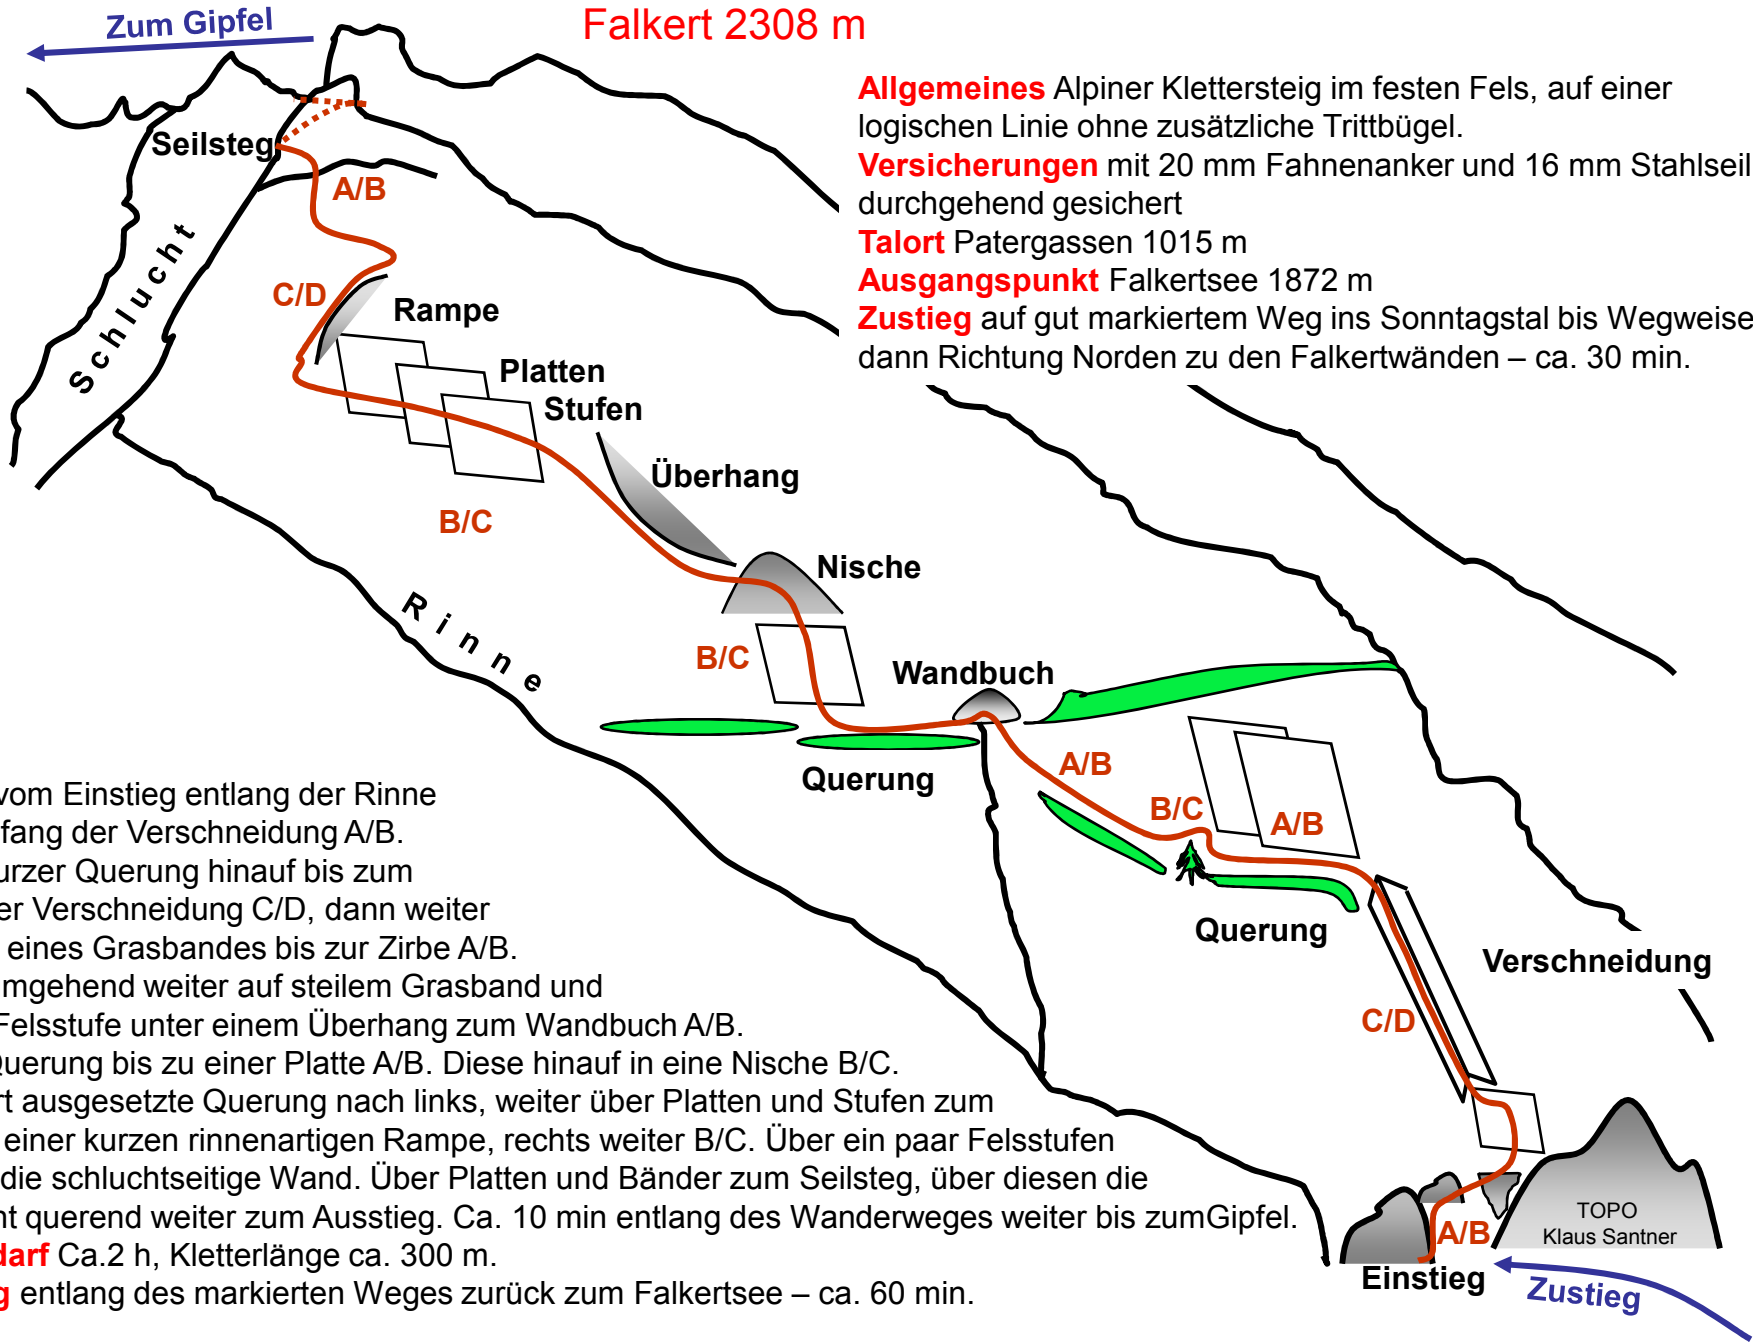 Zum Gipfel
Falkert 2308 m
Allgemeines Alpiner Klettersteig im festen Fels, auf einer
logischen Linie ohne zusätzliche Trittbügel.
Versicherungen mit 20 mm Fahnenanker und 16 mm Stahlseil
durchgehend gesichert
Talort Patergassen 1015 m
Ausgangspunkt Falkertsee 1872 m
Zustieg auf gut markiertem Weg ins Sonntagstal bis Wegweise
dann Richtung Norden zu den Falkertwänden – ca. 30 min.
Seilsteg
A/B
Schlucht
C/D
Rampe
Platten
Stufen
Überhang
B/C
Nische
Rinne
B/C
Wandbuch
Querung
A/B
B/C
A/B
Querung
Verschneidung
C/D
vom Einstieg entlang der Rinne
fang der Verschneidung A/B.
urzer Querung hinauf bis zum
er Verschneidung C/D, dann weiter
eines Grasbandes bis zur Zirbe A/B.
mgehend weiter auf steilem Grasband und
Felsstufe unter einem Überhang zum Wandbuch A/B.
Querung bis zu einer Platte A/B. Diese hinauf in eine Nische B/C.
rt ausgesetzte Querung nach links, weiter über Platten und Stufen zum
einer kurzen rinnenartigen Rampe, rechts weiter B/C. Über ein paar Felsstufen
die schluchtseitige Wand. Über Platten und Bänder zum Seilsteg, über diesen die
nt querend weiter zum Ausstieg. Ca. 10 min entlang des Wanderweges weiter bis zumGipfel.
darf Ca.2 h, Kletterlänge ca. 300 m.
g entlang des markierten Weges zurück zum Falkertsee – ca. 60 min.
TOPO
Klaus Santner
A/B
Einstieg
Zustieg